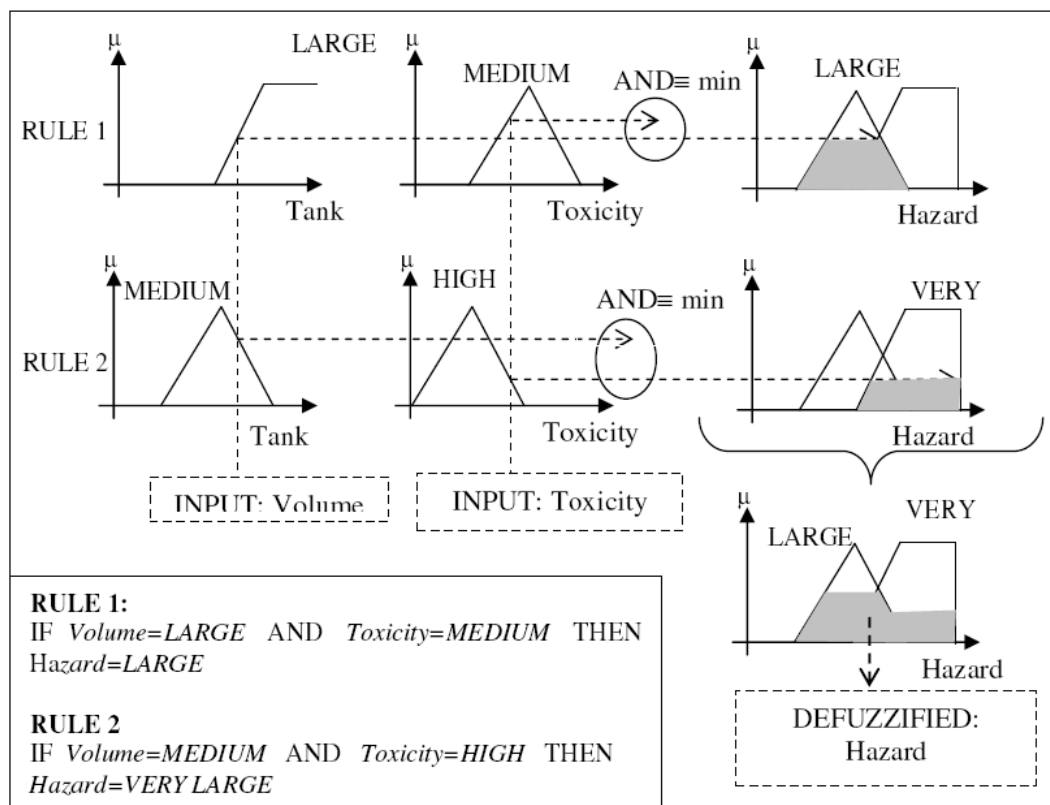 μ
LARGE
μ
MEDIUM
AND≡ min
μ
LARGE
RULE 1
Tank
Toxicity
Hazard
μ
MEDIUM
μ
HIGH
AND≡ min
μ
VERY
RULE 2
Tank
Toxicity
Hazard
INPUT: Volume
INPUT: Toxicity
μ
VERY
LARGE
Hazard
DEFUZZIFIED:
Hazard
RULE 1:
IF Volume=LARGE AND Toxicity=MEDIUM THEN
Hazard=LARGE
RULE 2
IF Volume=MEDIUM AND Toxicity=HIGH THEN
Hazard=VERY LARGE